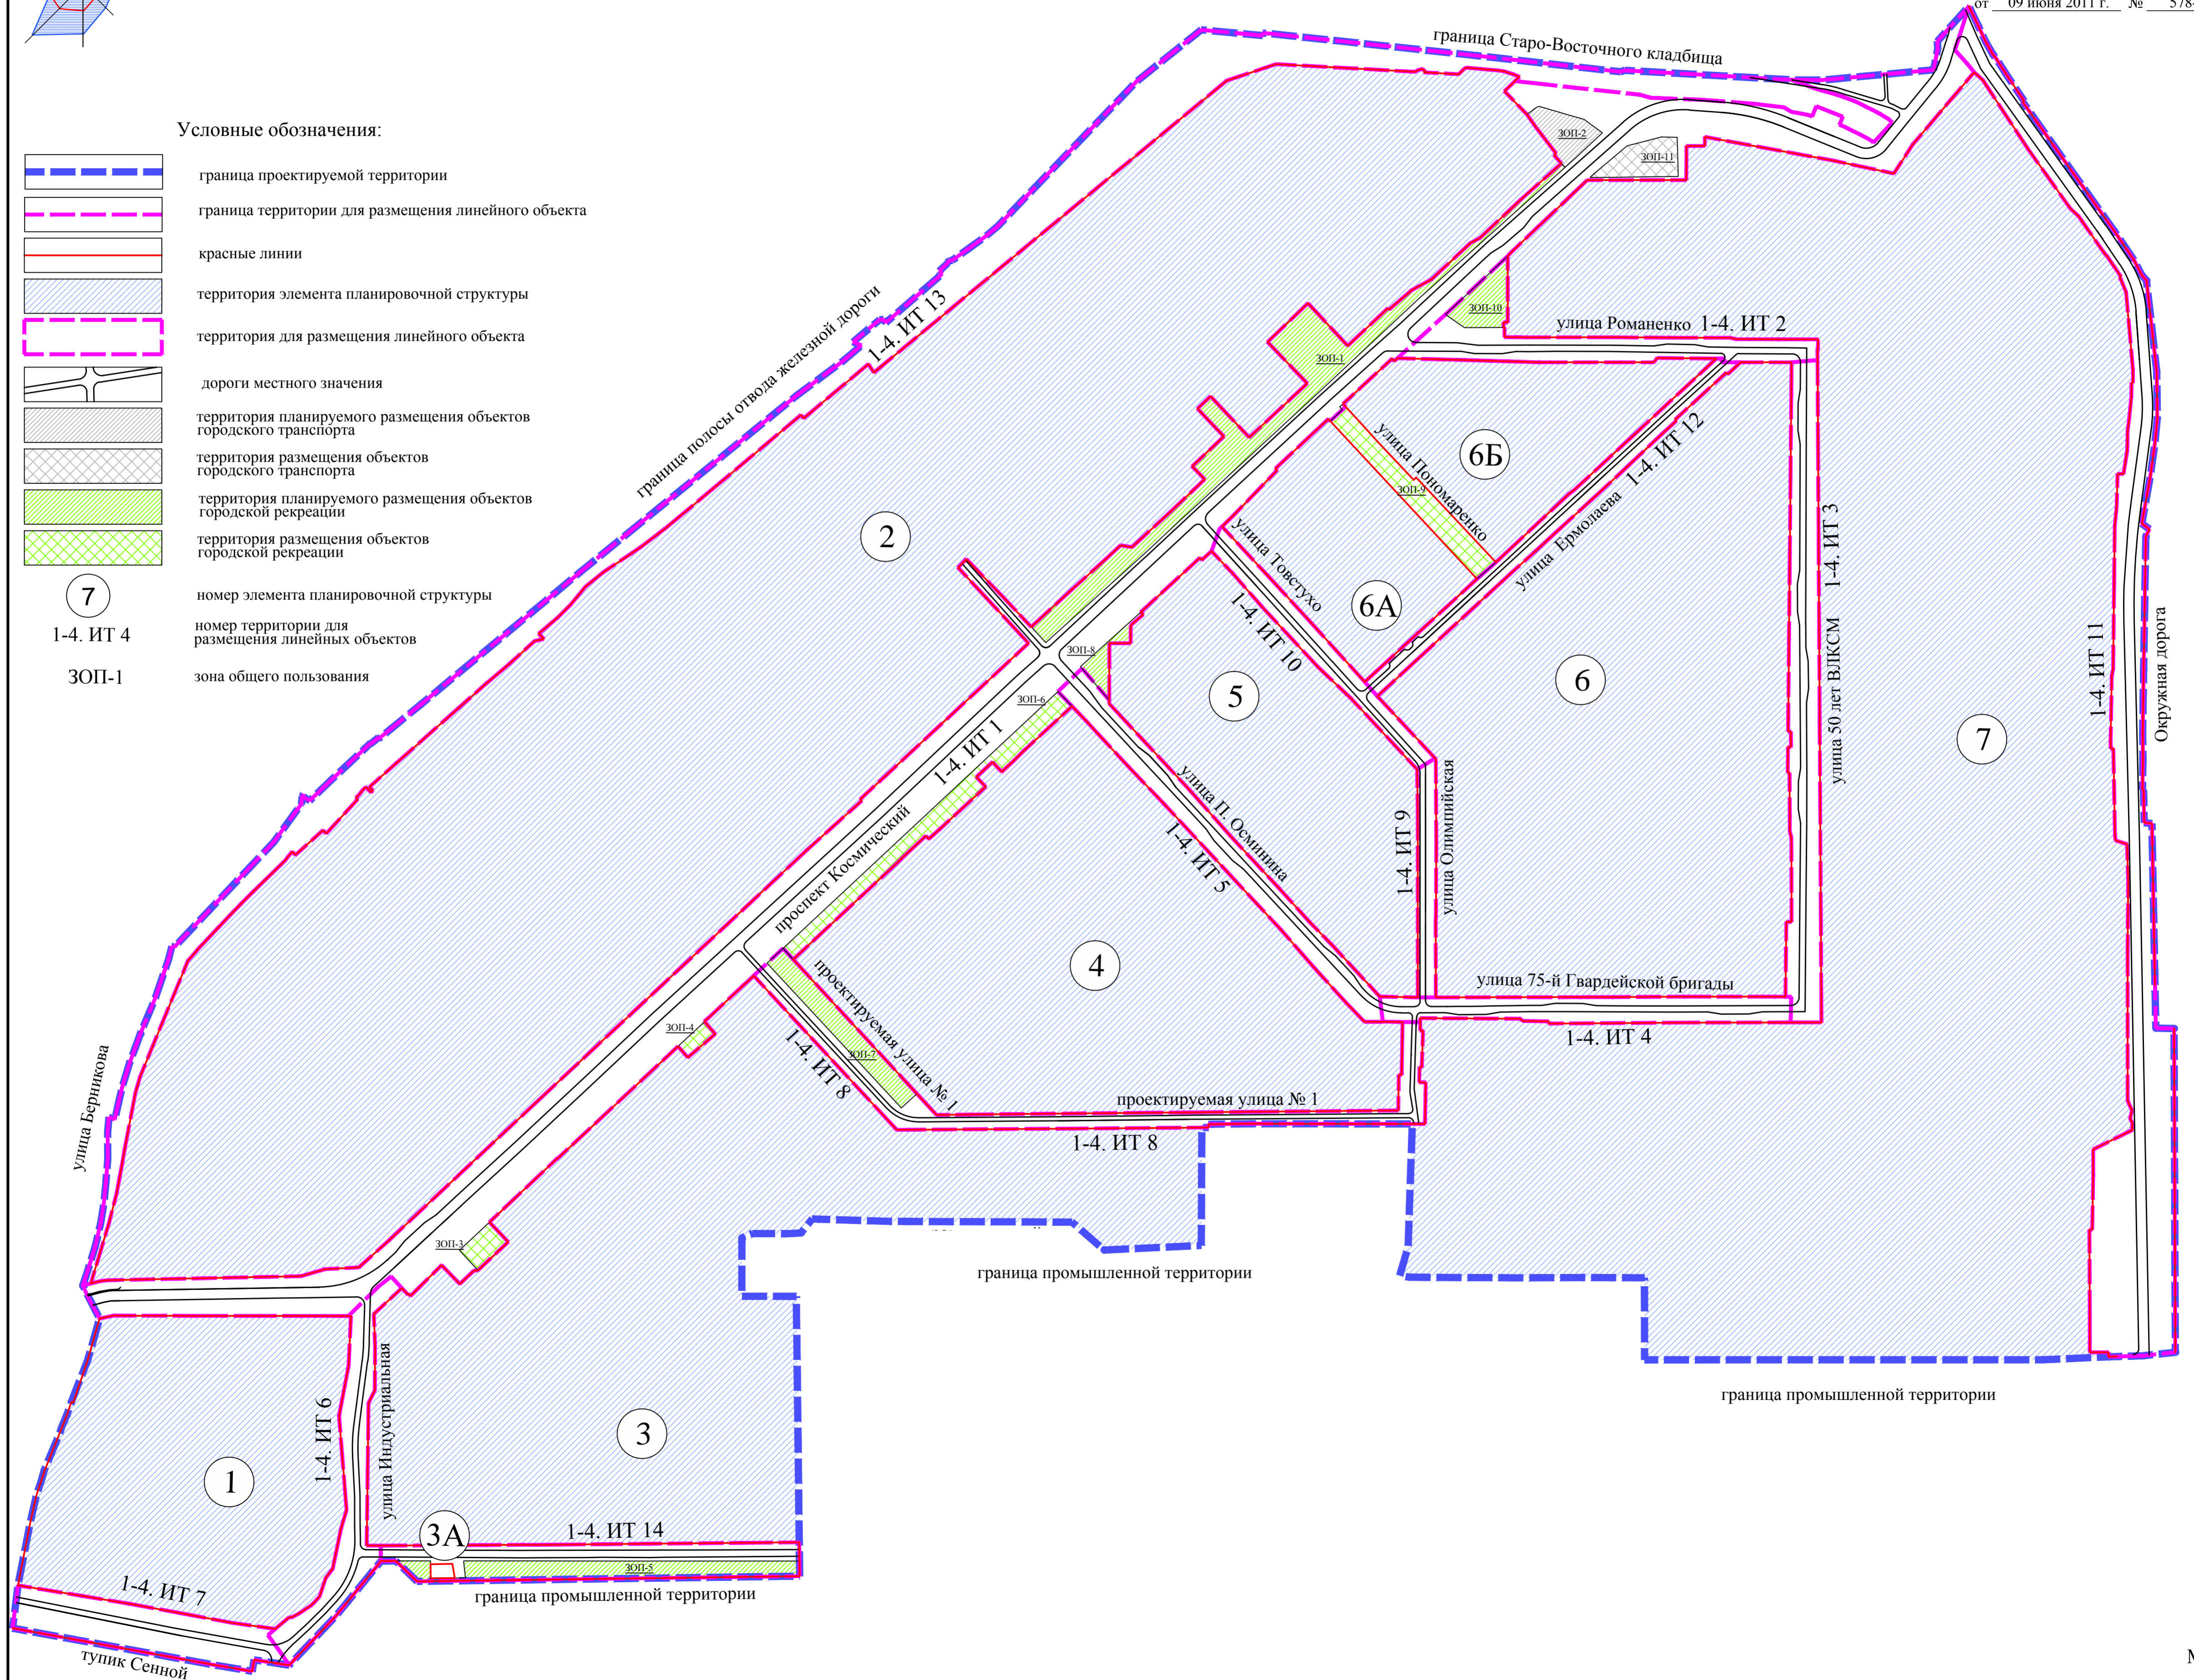 от 09 июня 2011 г. № 578-
граница Старо-Восточного кладбища
Условные обозначения:
граница проектируемой территории
граница территории для размещения линейного объекта
красные линии
территория элемента планировочной структуры
территория для размещения линейного объекта
дороги местного значения
территория планируемого размещения объектов
городского транспорта
территория размещения объектов
городского транспорта
территория планируемого размещения объектов
городской рекреации
территория размещения объектов
городской рекреации
7
номер элемента планировочной структуры
1-4. ИТ 4
номер территории для
размещения линейных объектов
ЗОП-1
зона общего пользования
ЗОП-2
ЗОП-11
граница полосы отвода железной дороги
1-4. ИТ 13
ЗОП-10
улица Романенко 1-4. ИТ 2
ЗОП-1
улица Пономаренко
ЗОП-9
6Б
улица Ермолаева 1-4. ИТ 12
2
улица Товстухо
1-4. ИТ 10
6А
улица 50 лет ВЛКСМ 1-4. ИТ 3
1-4. ИТ 11
Окружная дорога
ЗОП-8
ЗОП-6
5
6
7
проспект Космический 1-4. ИТ 1
улица П. Осминина
1-4. ИТ 5
1-4. ИТ 9
улица Олимпийская
4
улица 75-й Гвардейской бригады
1-4. ИТ 4
ЗОП-4
проектируемая улица № 1
ЗОП-7
1-4. ИТ 8
проектируемая улица № 1
1-4. ИТ 8
улица Берникова
ЗОП-3
граница промышленной территории
граница промышленной территории
1-4. ИТ 6
улица Индустриальная
3
1
3А
1-4. ИТ 14
ЗОП-5
граница промышленной территории
1-4. ИТ 7
тупик Сенной